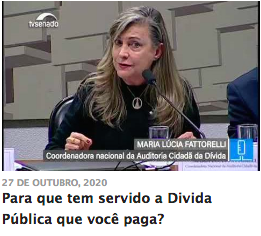 tvsenado
MARIA LÚCIA FATTORELLI
Coordenadora nacional da Auditoria Cidadã da Dívida
27 DE OUTUBRO, 2020
Para que tem servido a Divida
Pública que você paga?